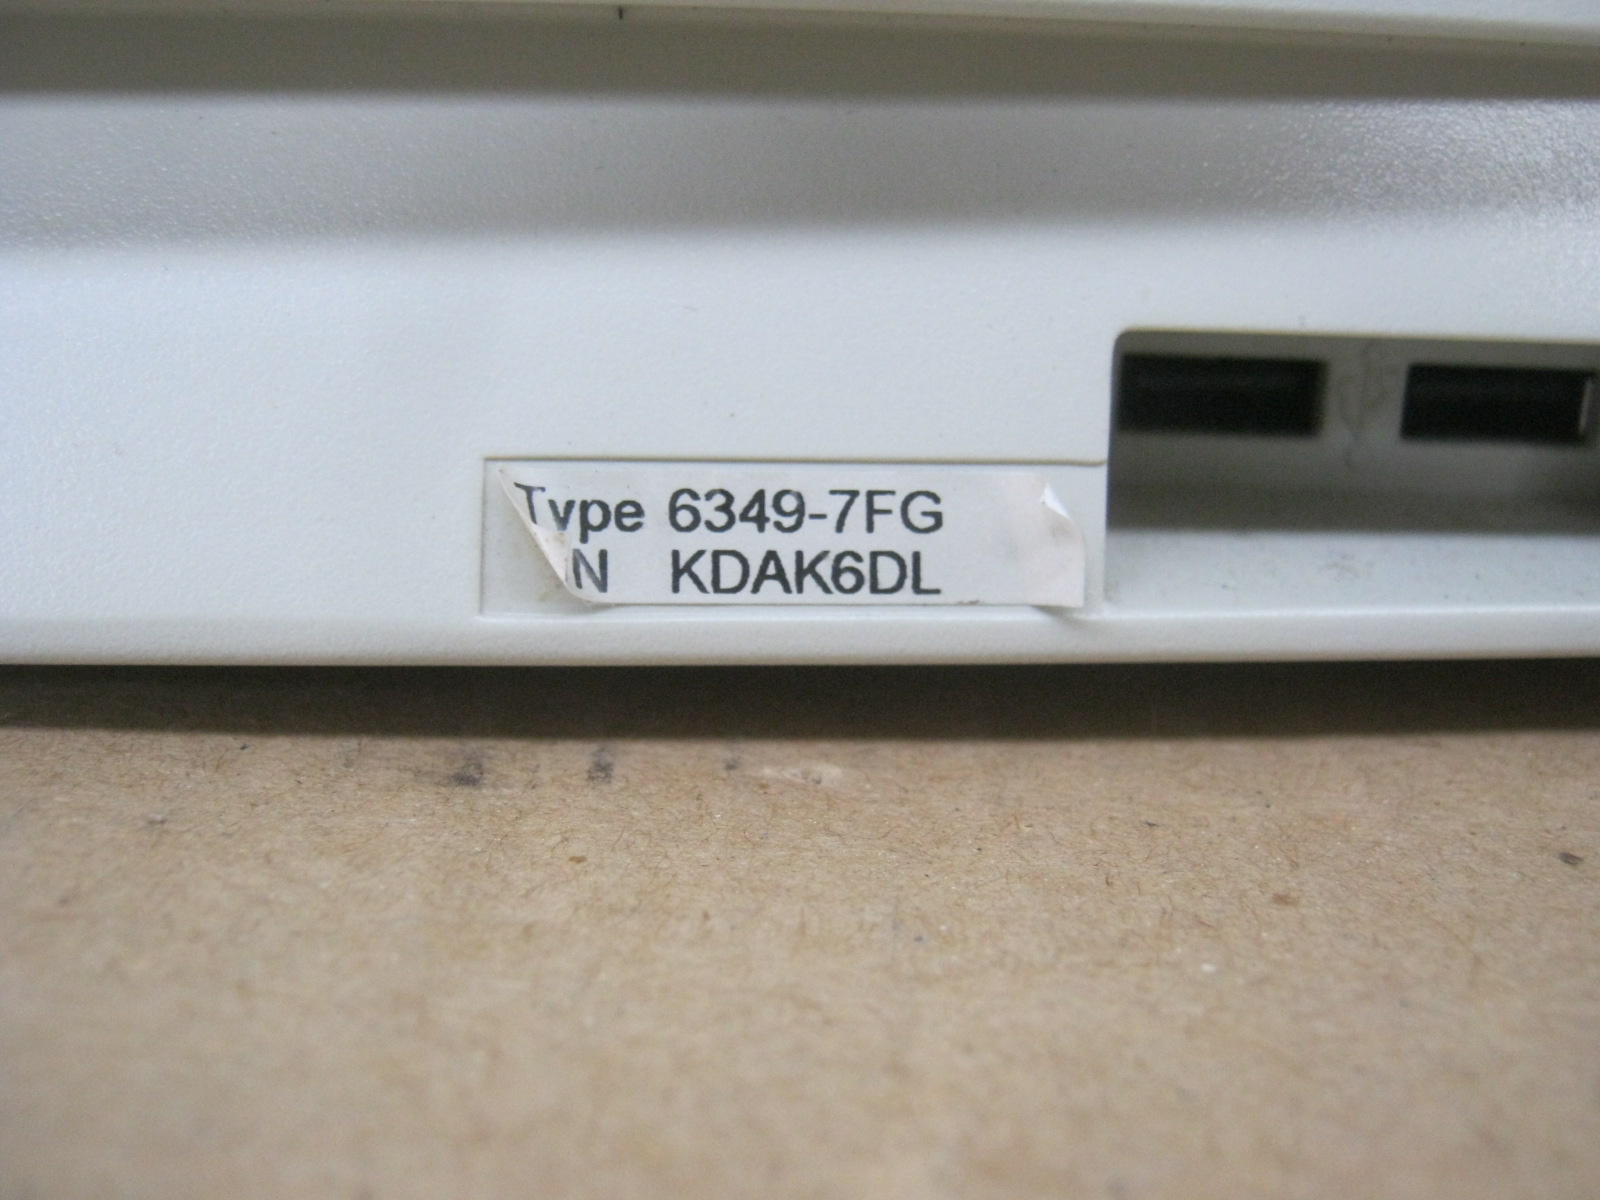 Type 6349-7FG
N KDAK6DL